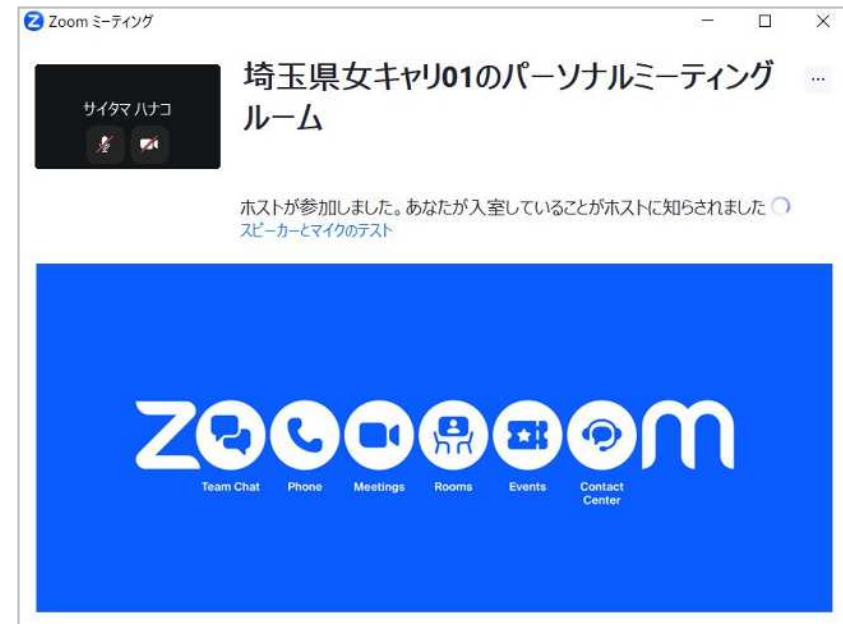 Zoom ミーティング
サイタマ ハナコ
埼玉県女キャリ01のパーソナルミーティング
ルーム
ホストが参加しました。あなたが入室していることがホストに知らされました
スピーカーとマイクのテスト
zoooooom
Team Chat
Phone
Meetings
Rooms
Events
Contact
Center